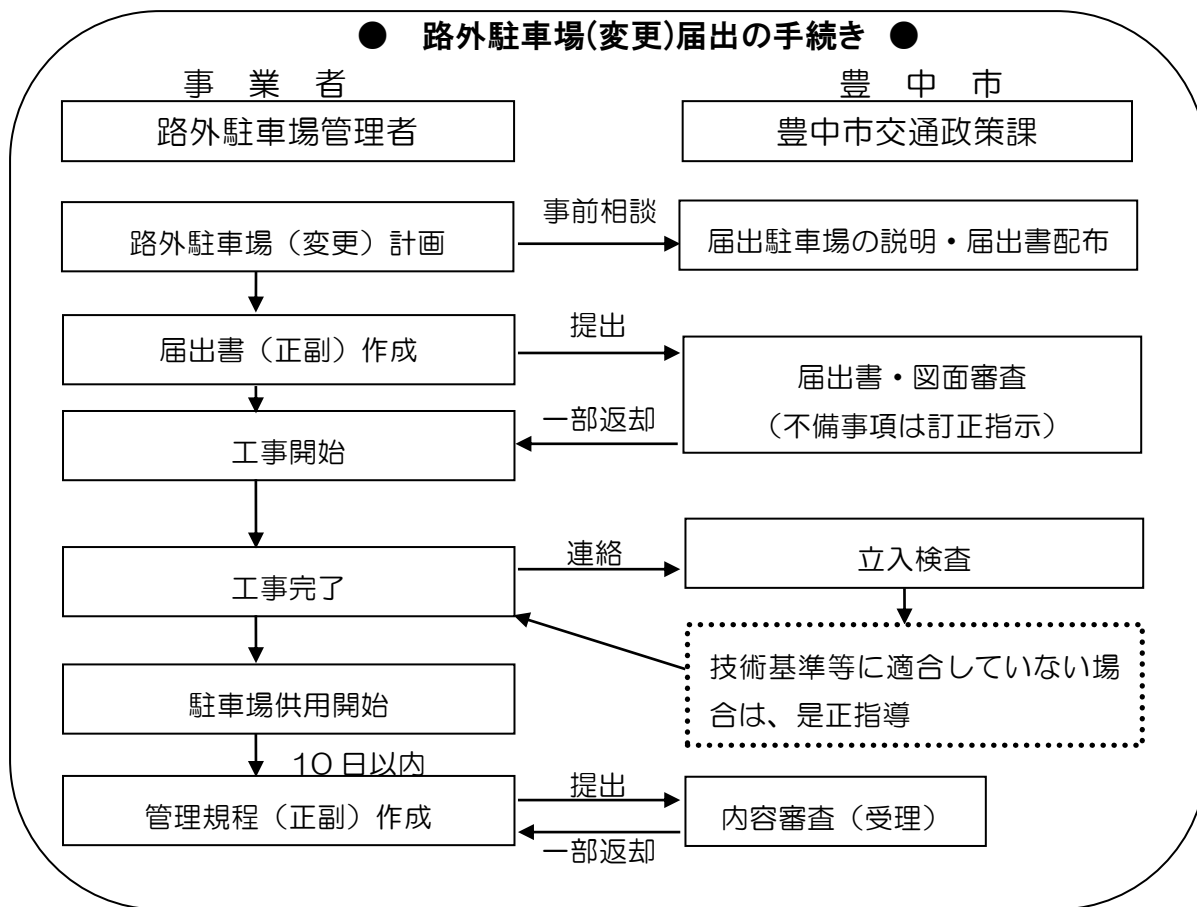 ● 路外駐車場(変更)届出の手続き ●
事 業 者
豊 中 市
路外駐車場管理者
豊中市交通政策課
事前相談
路外駐車場（変更）計画
届出駐車場の説明・届出書配布
提出
届出書（正副）作成
届出書・図面審査
（不備事項は訂正指示）
一部返却
工事開始
連絡
立入検査
工事完了
技術基準等に適合していない場
合は、是正指導
駐車場供用開始
10 日以内
提出
管理規程（正副）作成
内容審査（受理）
一部返却